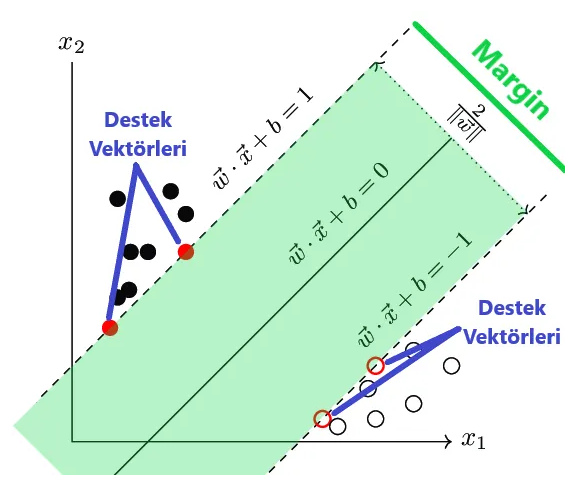 x₂
Margin
Destek
Vektörleri
w⃗ · x⃗ + b = 1
2
‖w⃗‖
w⃗ · x⃗ + b = 0
w⃗ · x⃗ + b = −1
Destek
Vektörleri
x₁